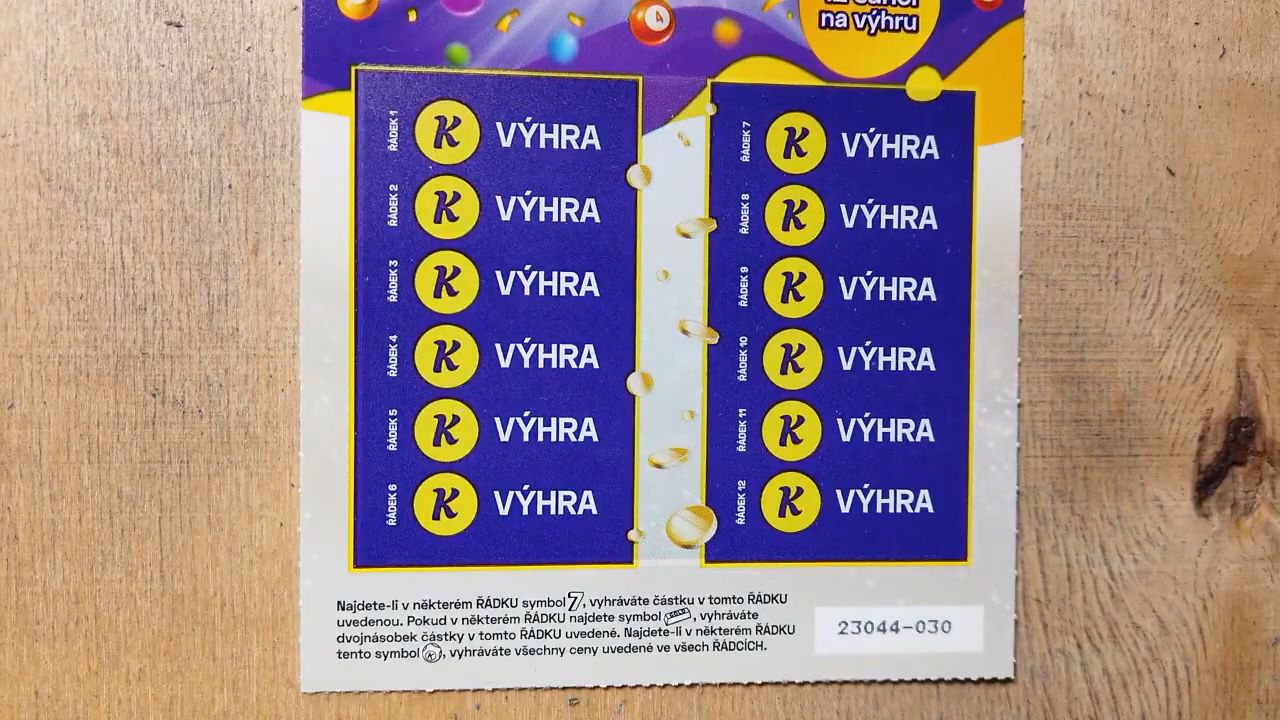 4
na výhru
ŘÁDEK 1 K VÝHRA
ŘÁDEK 2 K VÝHRA
ŘÁDEK 3 K VÝHRA
ŘÁDEK 4 K VÝHRA
ŘÁDEK 5 K VÝHRA
ŘÁDEK 6 K VÝHRA
ŘÁDEK 7 K VÝHRA
ŘÁDEK 8 K VÝHRA
ŘÁDEK 9 K VÝHRA
ŘÁDEK 10 K VÝHRA
ŘÁDEK 11 K VÝHRA
ŘÁDEK 12 K VÝHRA
Najdete-li v některém ŘÁDKU symbol 7, vyhráváte částku v tomto ŘÁDKU
uvedenou. Pokud v některém ŘÁDKU najdete symbol , vyhráváte
dvojnásobek částky v tomto ŘÁDKU uvedené. Najdete-li v některém ŘÁDKU
tento symbol , vyhráváte všechny ceny uvedené ve všech ŘÁDCÍCH.
23044-030